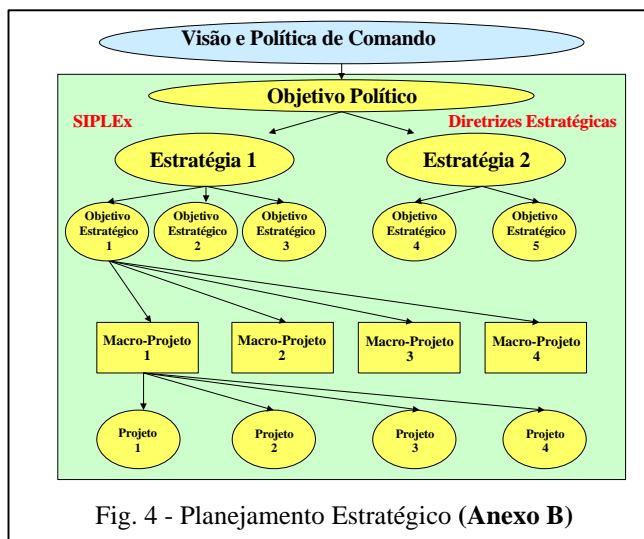 Visão e Política de Comando
Objetivo Político
SIPLEx
Diretrizes Estratégicas
Estratégia 1
Estratégia 2
Objetivo
Estratégico
1
Objetivo
Estratégico
2
Objetivo
Estratégico
3
Objetivo
Estratégico
4
Objetivo
Estratégico
5
Macro-Projeto
1
Macro-Projeto
2
Macro-Projeto
3
Macro-Projeto
4
Projeto
1
Projeto
2
Projeto
3
Projeto
4
Fig. 4 - Planejamento Estratégico (Anexo B)